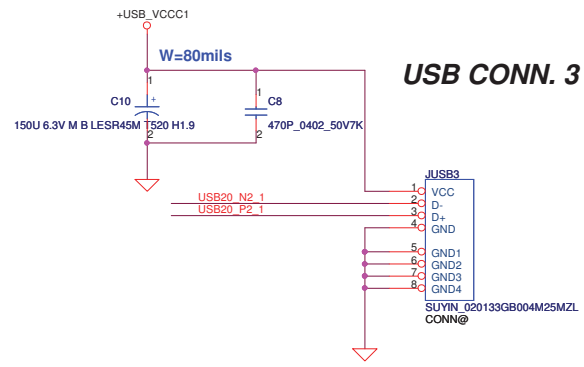 +USB_VCCC1
W=80mils
USB CONN. 3
1
1
C10
+
C8
150U 6.3V M B LESR45M T520 H1.9
2
2
470P_0402_50V7K
JUSB3
1
VCC
USB20_N2_1
2
D-
USB20_P2_1
3
D+
4
GND
5
GND1
6
GND2
7
GND3
8
GND4
SUYIN_020133GB004M25MZL
CONN@